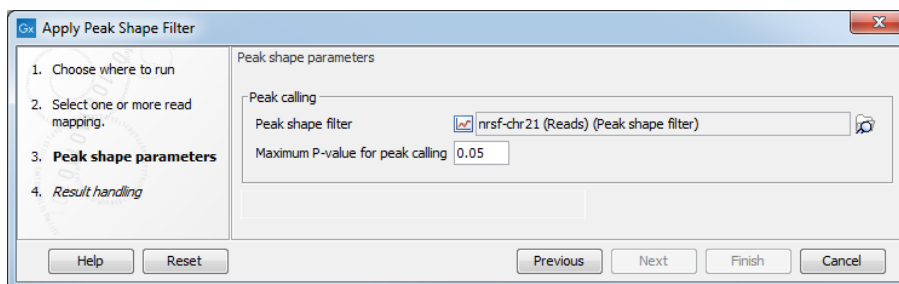 Gx Apply Peak Shape Filter
1. Choose where to run
2. Select one or more read
mapping.
3. Peak shape parameters
4. Result handling
Peak shape parameters
Peak calling
Peak shape filter nrsf-chr21 (Reads) (Peak shape filter)
Maximum P-value for peak calling 0.05
Help Reset Previous Next Finish Cancel